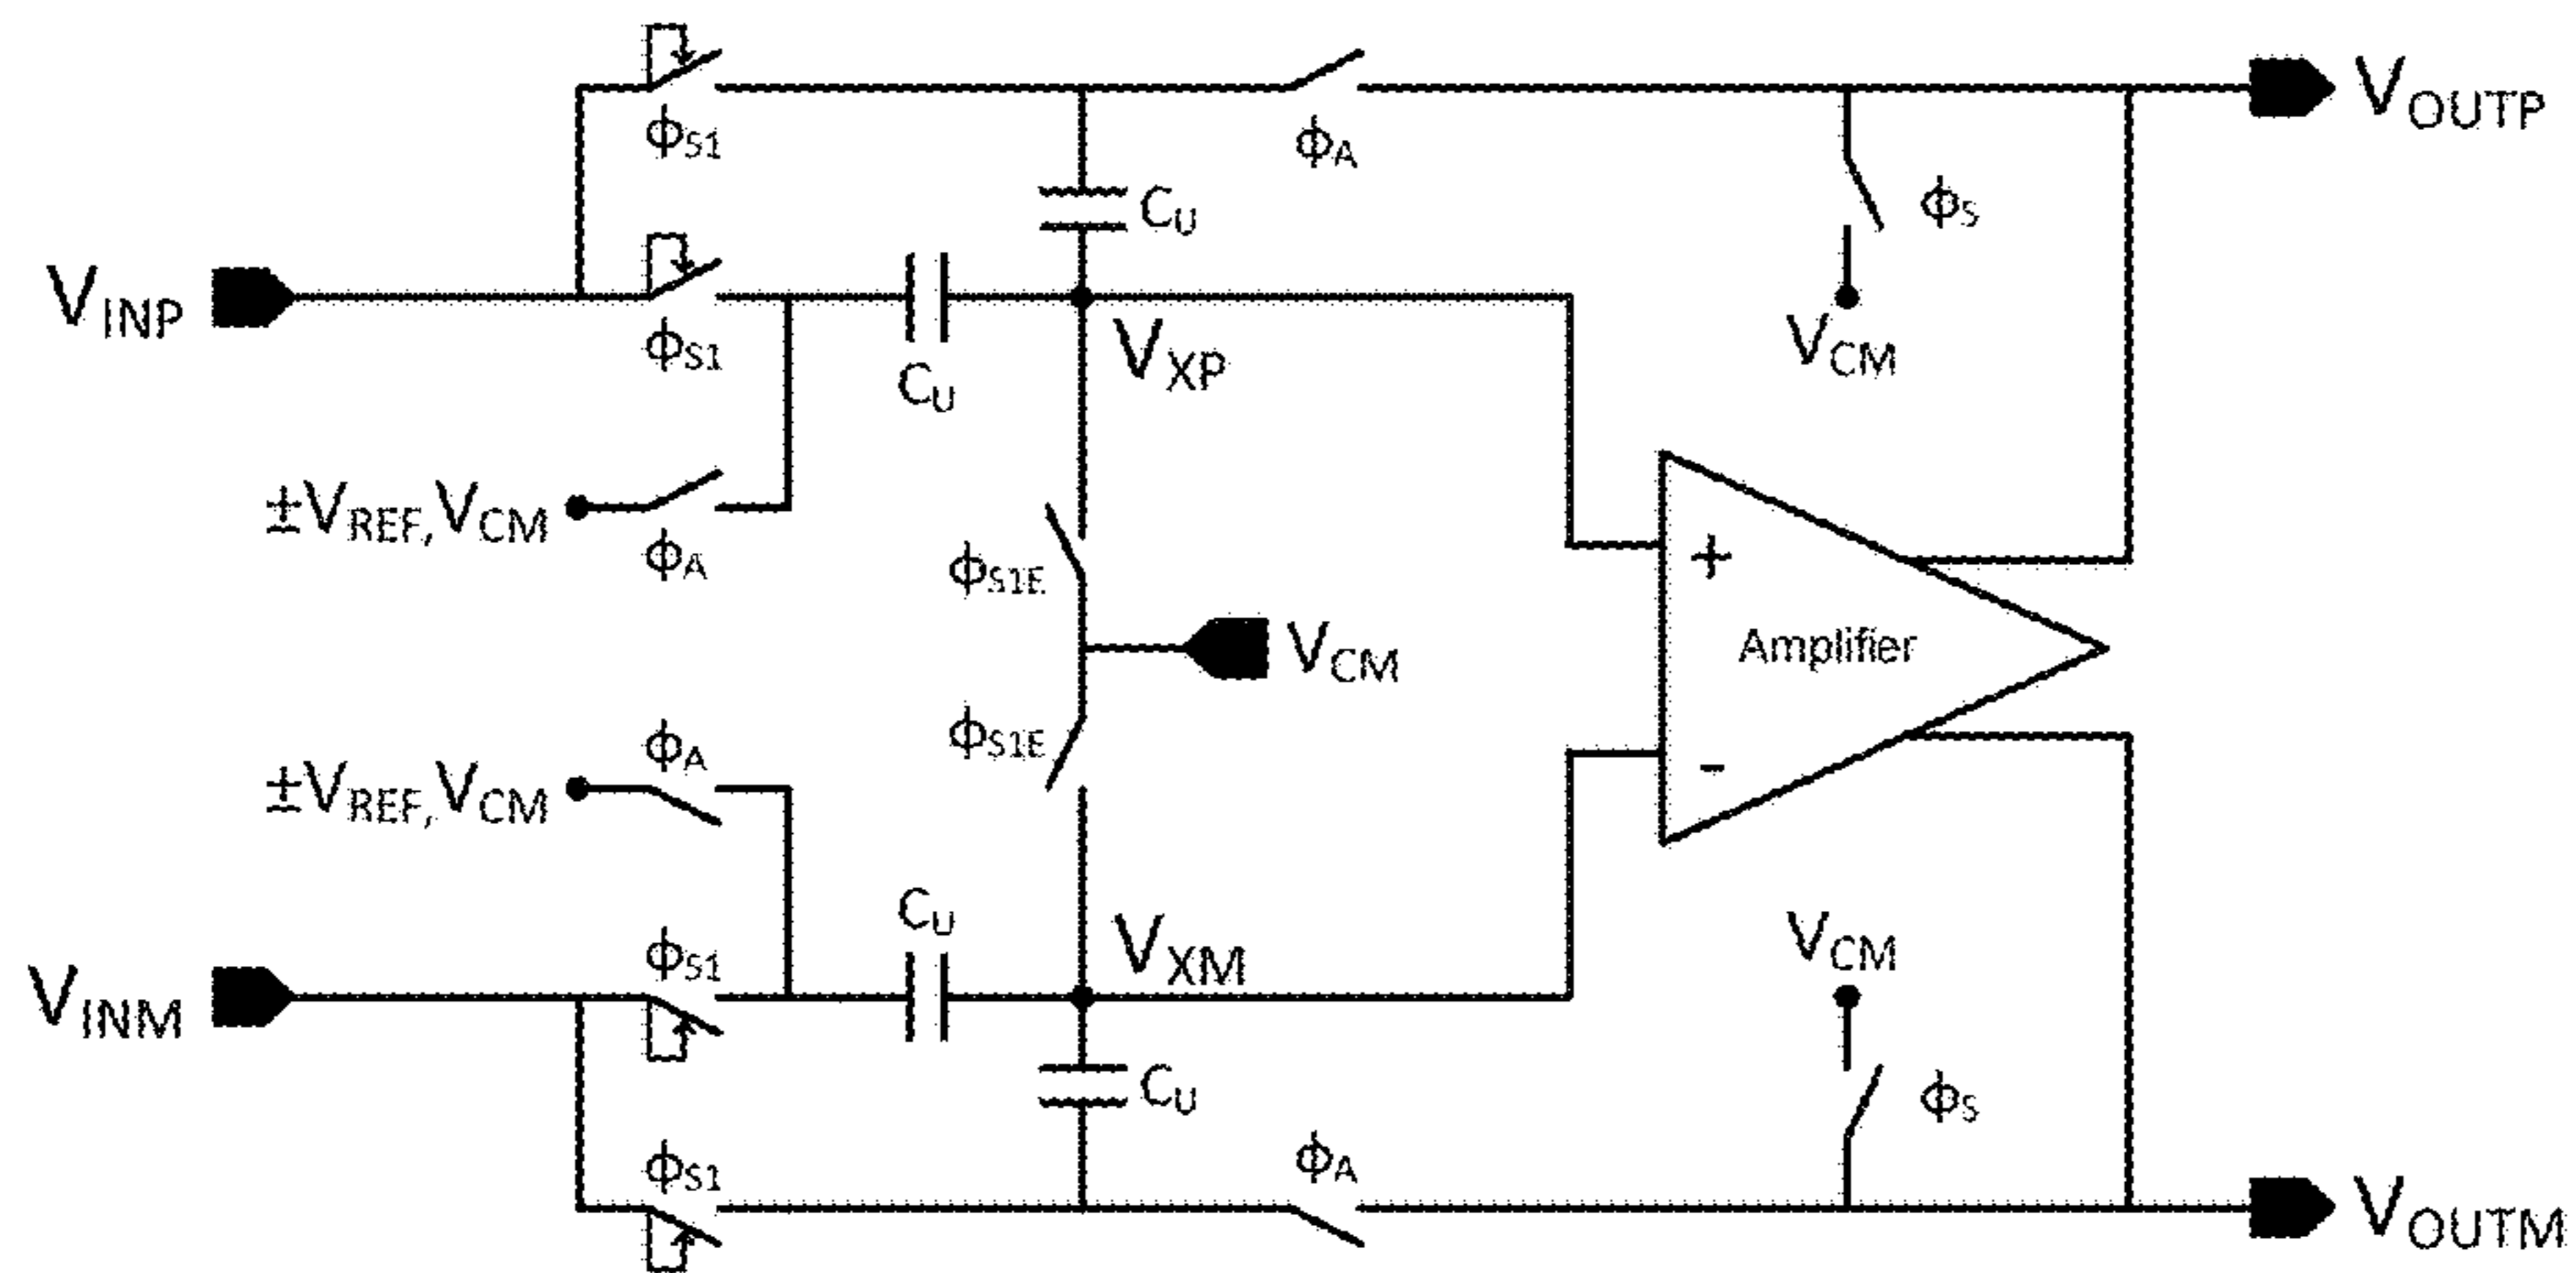 ϕS1
VOUTP
ϕA
CU
ϕS
VINP
ϕS1
CU
VXP
VCM
±VREF, VCM
ϕA
ϕS1E
+
Amplifier
VCM
ϕS1E
ϕA
±VREF, VCM
-
CU
VXM
VCM
ϕS1
VINM
CU
ϕS
ϕS1
ϕA
VOUTM